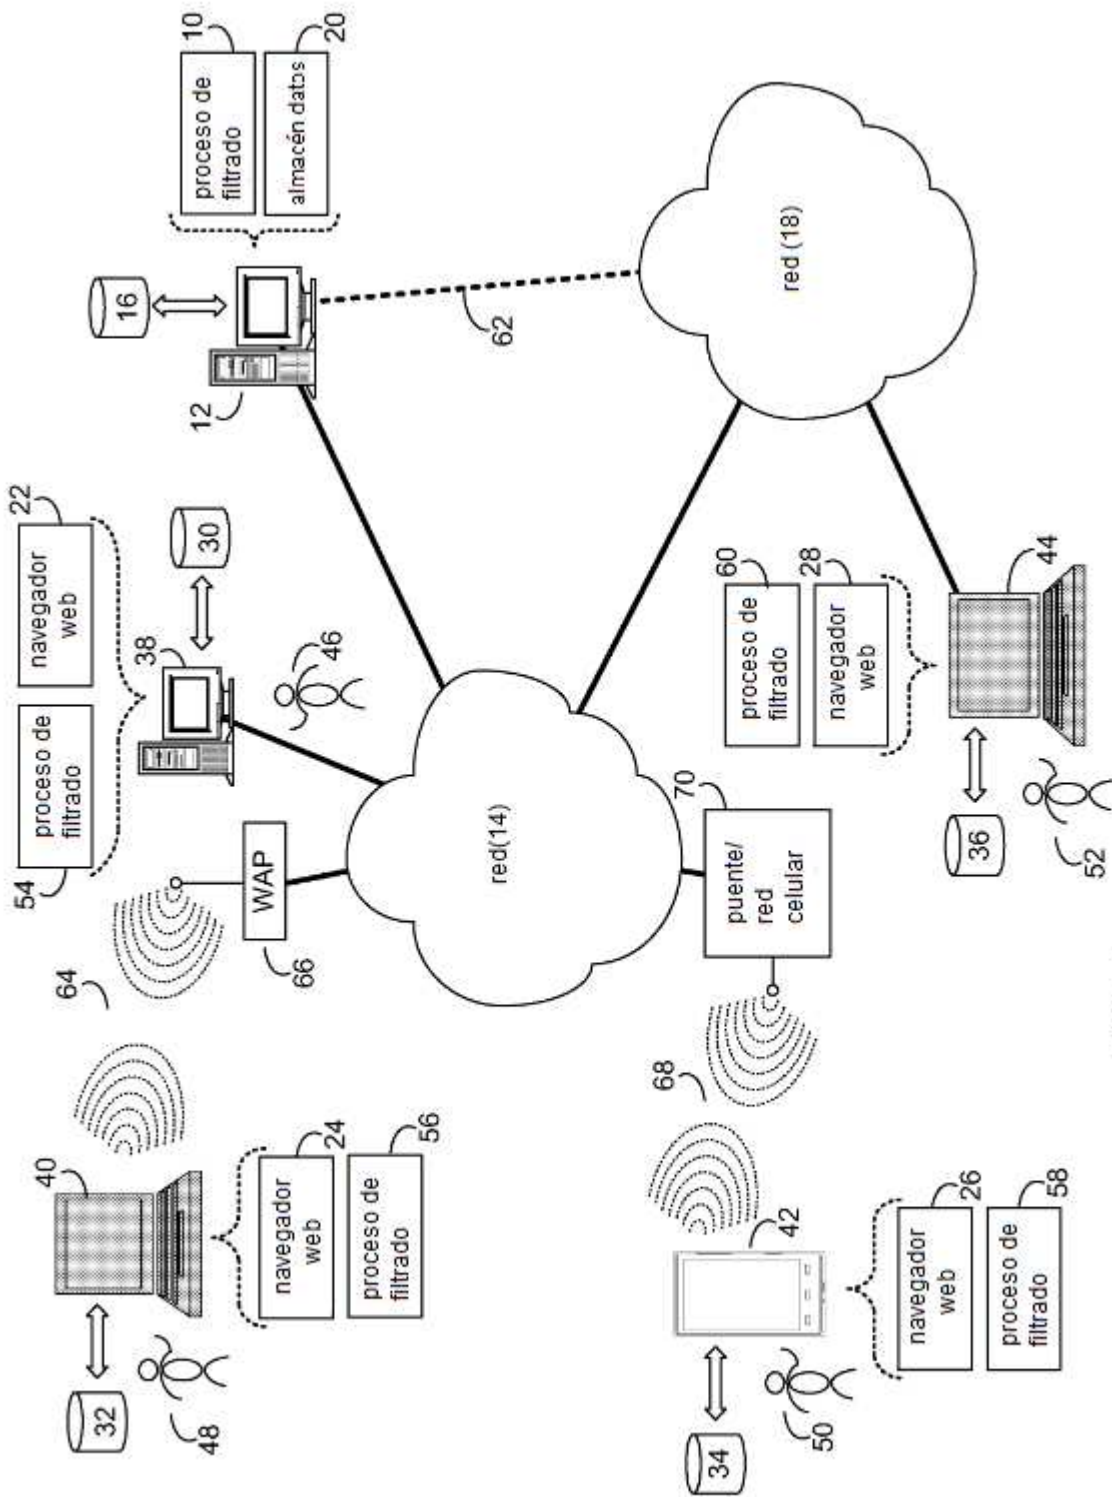 54
proceso de
filtrado
22
navegador
web
40
64
32
48
38
30
46
16
12
10
proceso de
filtrado
20
almacén datos
WAP
66
24
navegador
web
56
proceso de
filtrado
red(14)
62
68
70
puente/
red
celular
34
50
42
60
proceso de
filtrado
28
navegador
web
red (18)
26
navegador
web
58
proceso de
filtrado
36
52
44